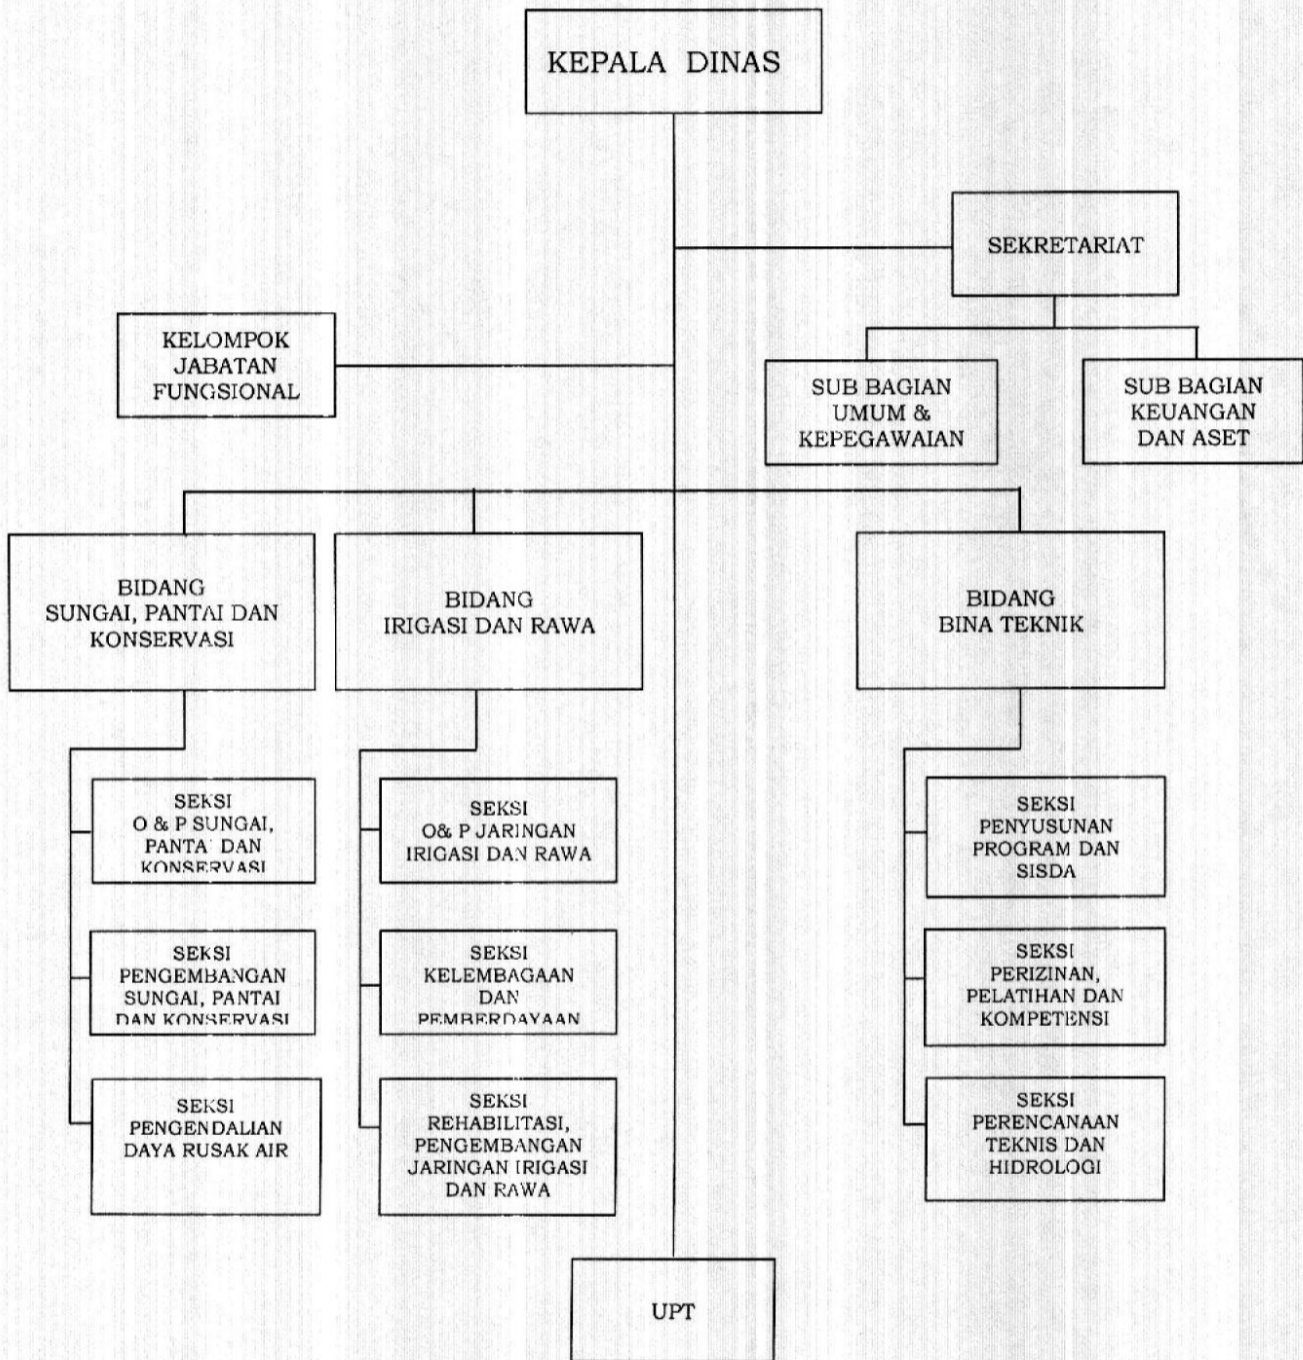 KEPALA DINAS
SEKRETARIAT
KELOMPOK
JABATAN
FUNGSIONAL
SUB BAGIAN
UMUM &
KEPEGAWAIAN
SUB BAGIAN
KEUANGAN
DAN ASET
BIDANG
SUNGAI, PANTAI DAN
KONSERVASI
BIDANG
IRIGASI DAN RAWA
BIDANG
BINA TEKNIK
SEKSI
O & P SUNGAI,
PANTAI DAN
KONSERVASI
SEKSI
PENGEMBANGAN
SUNGAI, PANTAI
DAN KONSERVASI
SEKSI
PENGENDALIAN
DAYA RUSAK AIR
SEKSI
O& P JARINGAN
IRIGASI DAN RAWA
SEKSI
KELEMBAGAAN
DAN
PEMBERDAYAAN
SEKSI
REHABILITASI,
PENGEMBANGAN
JARINGAN IRIGASI
DAN RAWA
SEKSI
PENYUSUNAN
PROGRAM DAN
SISDA
SEKSI
PERIZINAN,
PELATIHAN DAN
KOMPETENSI
SEKSI
PERENCANAAN
TEKNIS DAN
HIDROLOGI
UPT